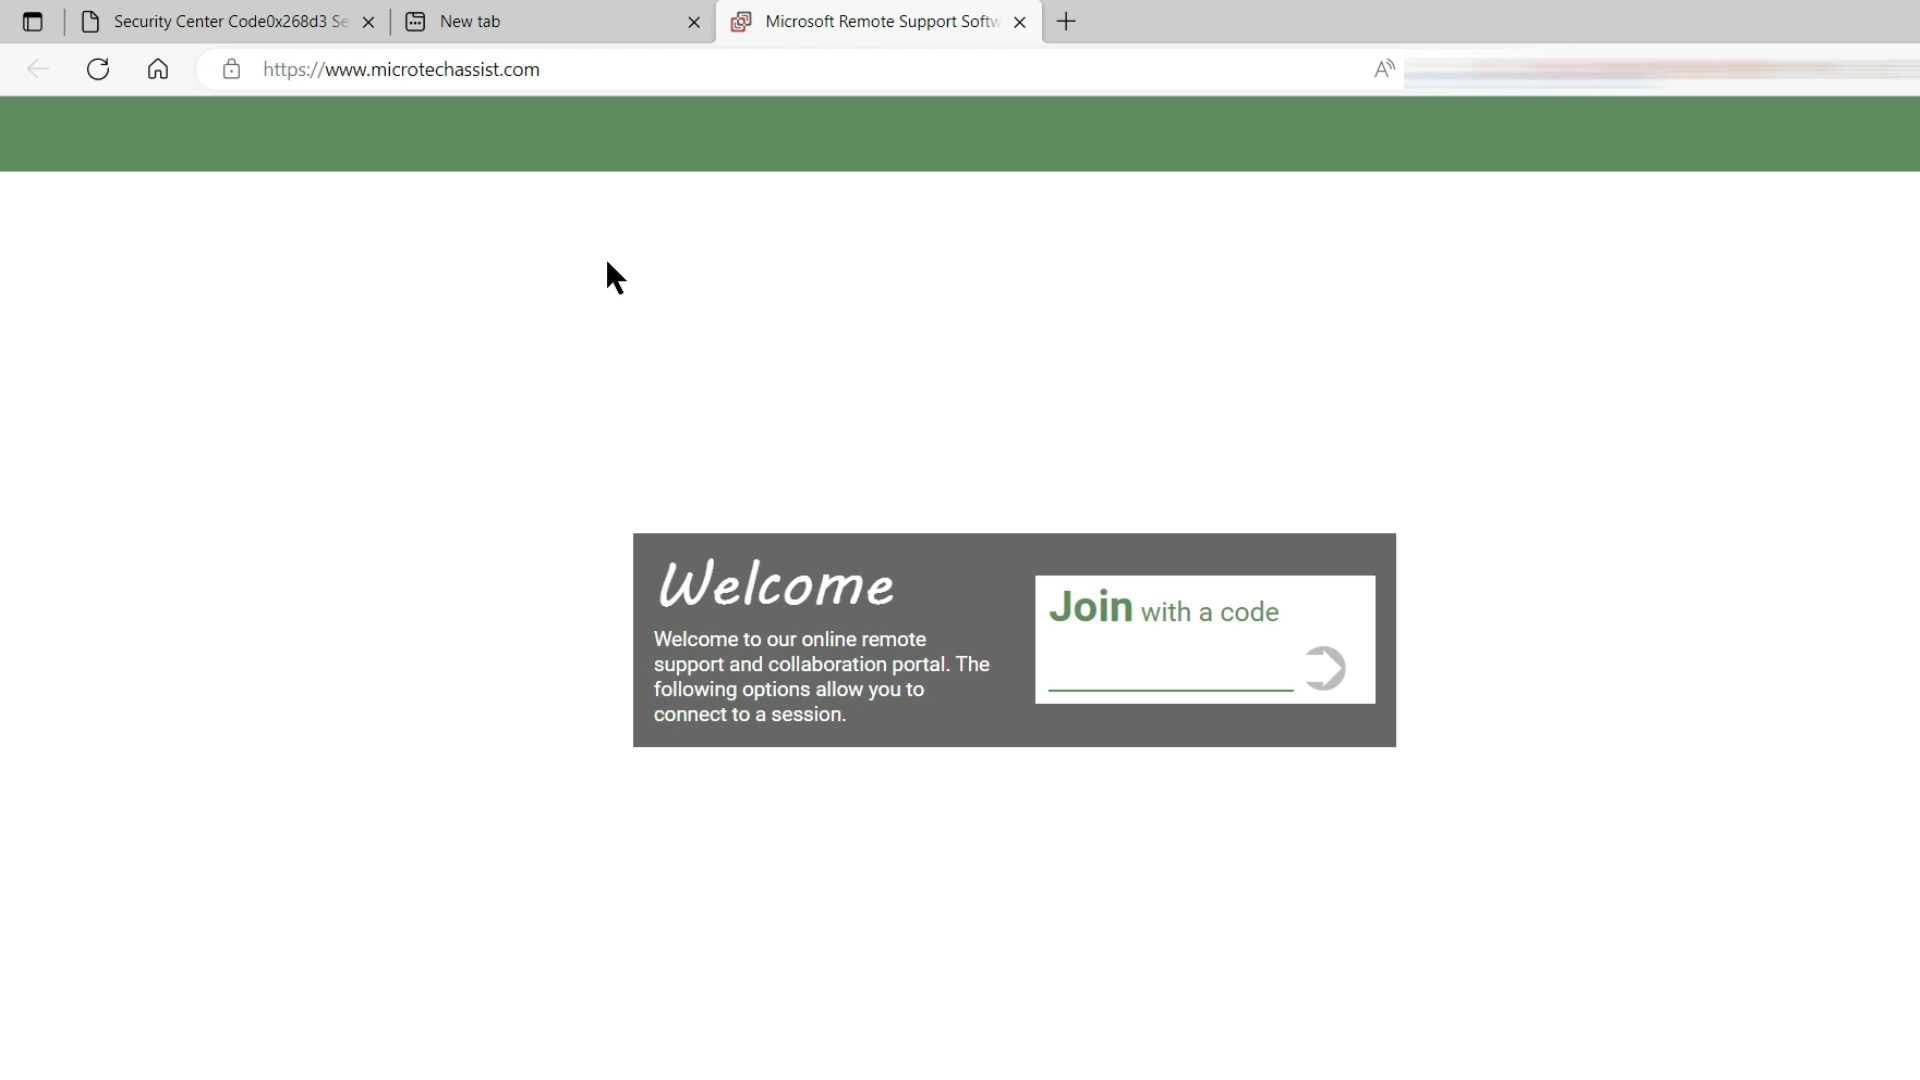 Security Center Code0x268d3 Se
New tab
Microsoft Remote Support Softw
https://www.microtechassist.com
A
Welcome
Welcome to our online remote
support and collaboration portal. The
following options allow you to
connect to a session.
Join with a code